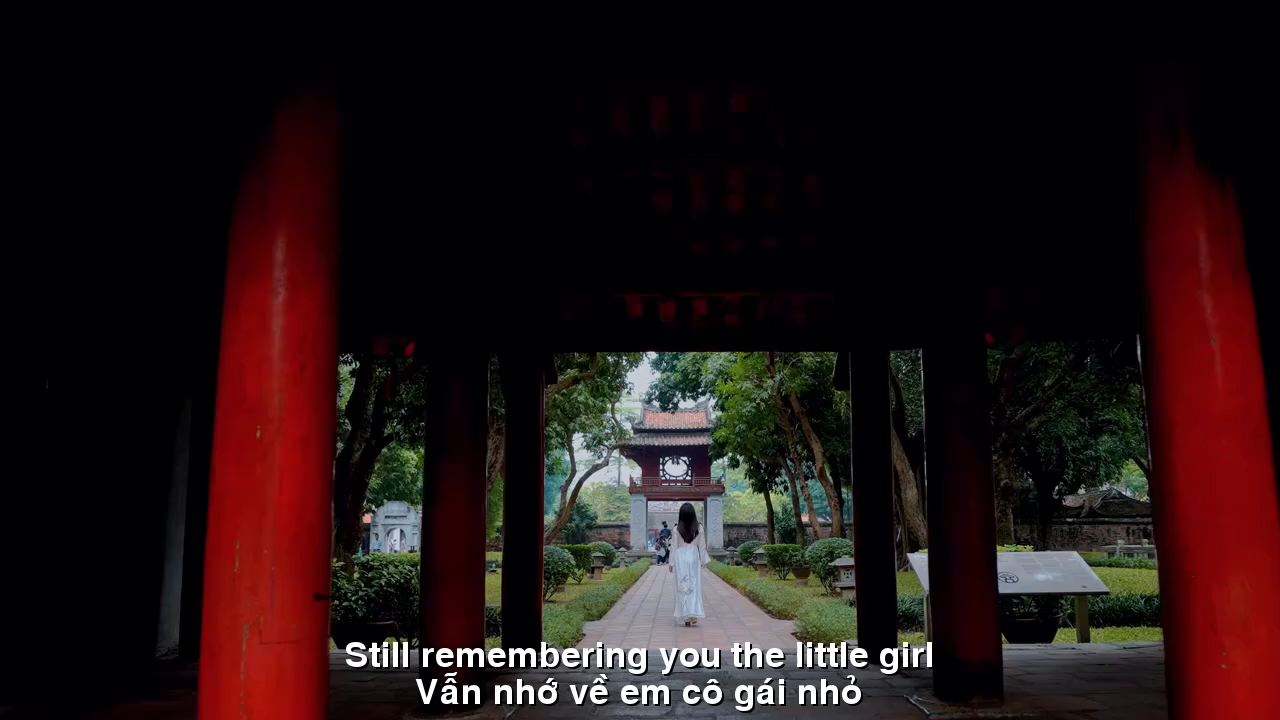 Still remembering you the little girl
Vẫn nhớ về em cô gái nhỏ